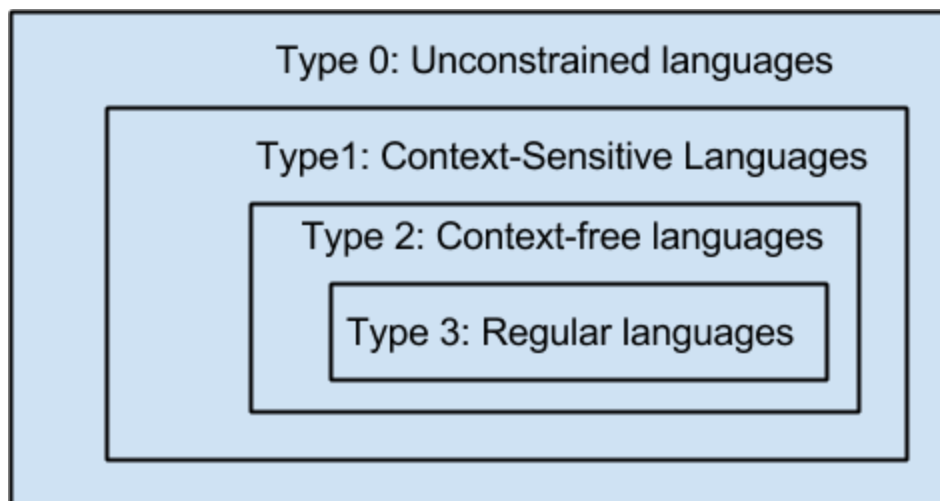 Type 0: Unconstrained languages
Type1: Context-Sensitive Languages
Type 2: Context-free languages
Type 3: Regular languages